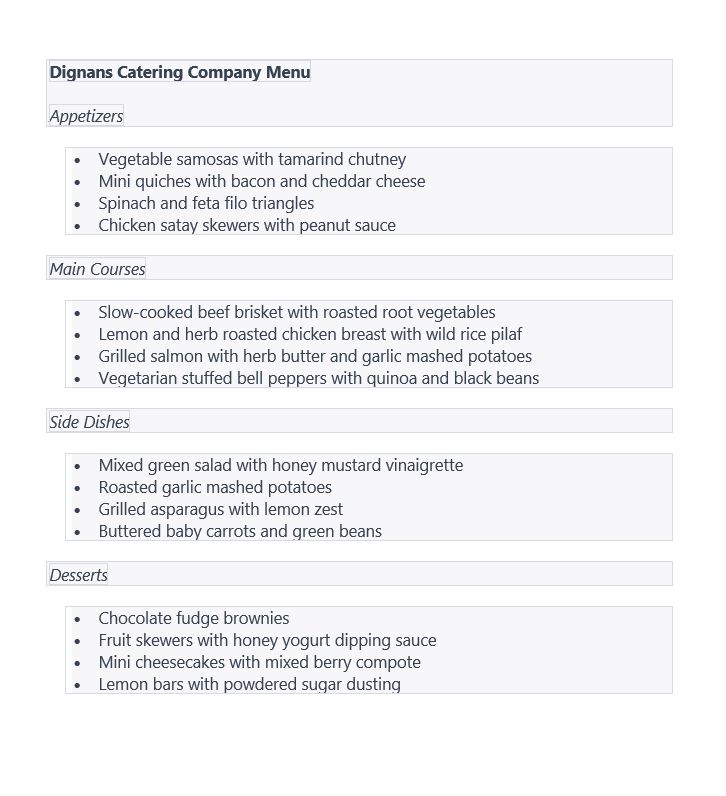 Dignans Catering Company Menu
Appetizers
• Vegetable samosas with tamarind chutney
• Mini quiches with bacon and cheddar cheese
• Spinach and feta filo triangles
• Chicken satay skewers with peanut sauce
Main Courses
• Slow-cooked beef brisket with roasted root vegetables
• Lemon and herb roasted chicken breast with wild rice pilaf
• Grilled salmon with herb butter and garlic mashed potatoes
• Vegetarian stuffed bell peppers with quinoa and black beans
Side Dishes
• Mixed green salad with honey mustard vinaigrette
• Roasted garlic mashed potatoes
• Grilled asparagus with lemon zest
• Buttered baby carrots and green beans
Desserts
• Chocolate fudge brownies
• Fruit skewers with honey yogurt dipping sauce
• Mini cheesecakes with mixed berry compote
• Lemon bars with powdered sugar dusting